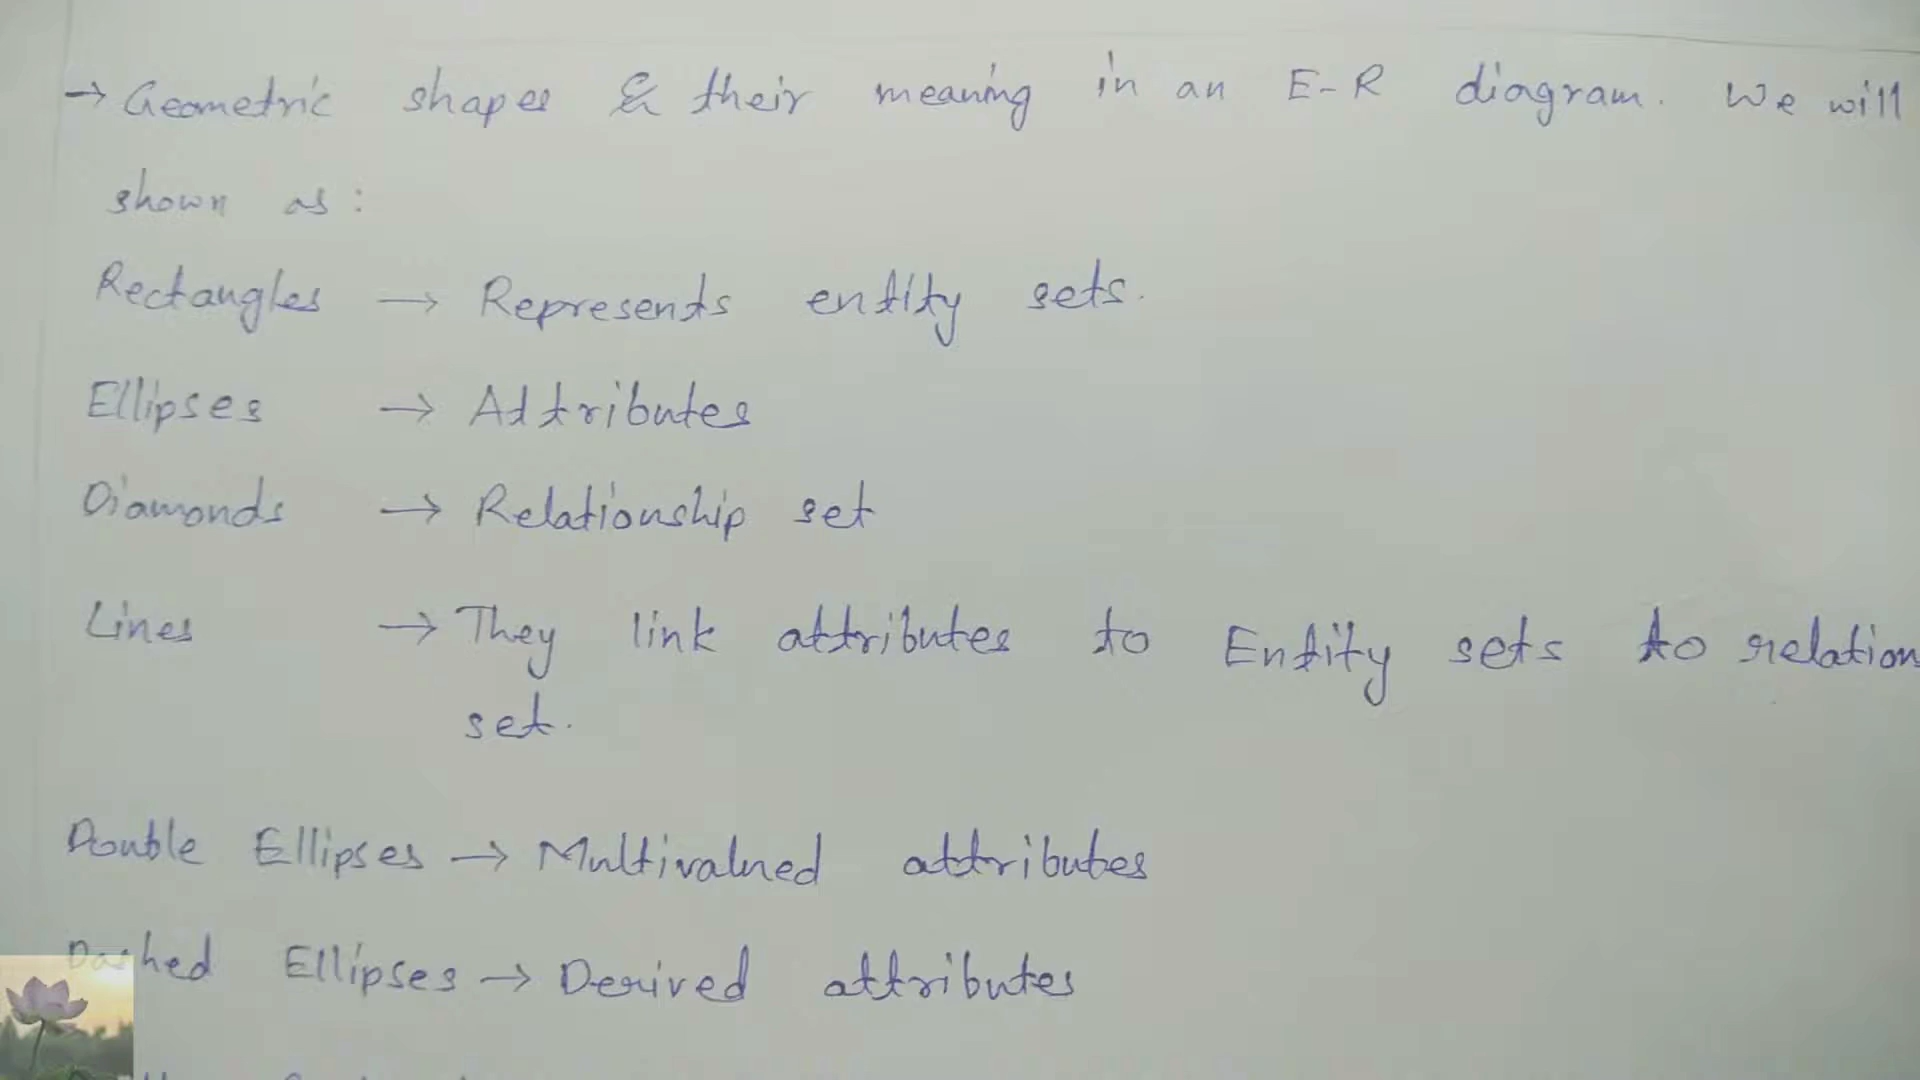 → Geometric shapes & their meaning in an E-R diagram. We will
shown as:
Rectangles → Represents entity sets.
Ellipses → Attributes
Diamonds → Relationship set
Lines → They link attributes to Entity sets to relation
set.
Double Ellipses → Multivalued attributes
Dashed Ellipses → Derived attributes